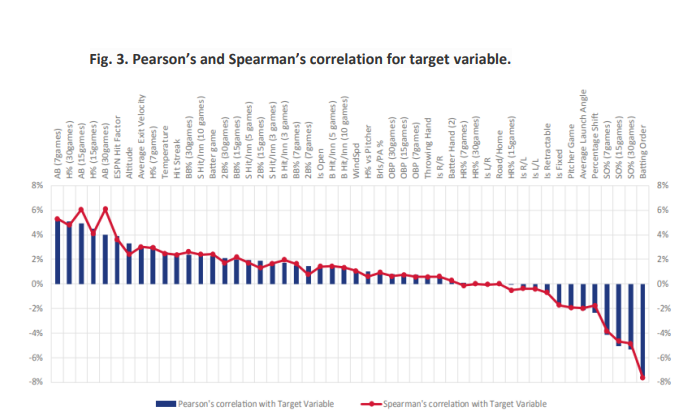 Fig. 3. Pearson's and Spearman's correlation for target variable.
AB (7games)
H% (30games)
AB (15games)
H% (15games)
AB (30games)
ESPN Hit Factor
Altitude
Average Exit Velocity
H% (7games)
Temperature
Hit Streak
BB% (30games)
S Hit/Inn (10 games)
Batter game
2B% (30games)
BB% (15games)
S Hit/Inn (5 games)
2B% (15games)
S Hit/Inn (3 games)
B Hit/Inn (3 games)
BB% (7games)
2B% (7games)
Is Open
B Hit/Inn (5 games)
B Hit/Inn (10 games)
WindSpd
H% vs Pitcher
BHs/PA %
OBP (30games)
OBP (15games)
OBP (7games)
Throwing Hand
Is R/R
Batter Hand (2)
HR% (7games)
HR% (30games)
Is L/R
Road/Home
HR% (15games)
Is R/L
Is L/L
Is Retractable
Is Fixed
Pitcher Game
Average Launch Angle
Percentage Shift
SO% (7games)
SO% (15games)
SO% (30games)
Batting Order
8%
6%
4%
2%
0%
-2%
-4%
-6%
-8%
8%
6%
4%
2%
0%
-2%
-4%
-6%
-8%
Pearson's correlation with Target Variable
Spearman's correlation with Target Variable